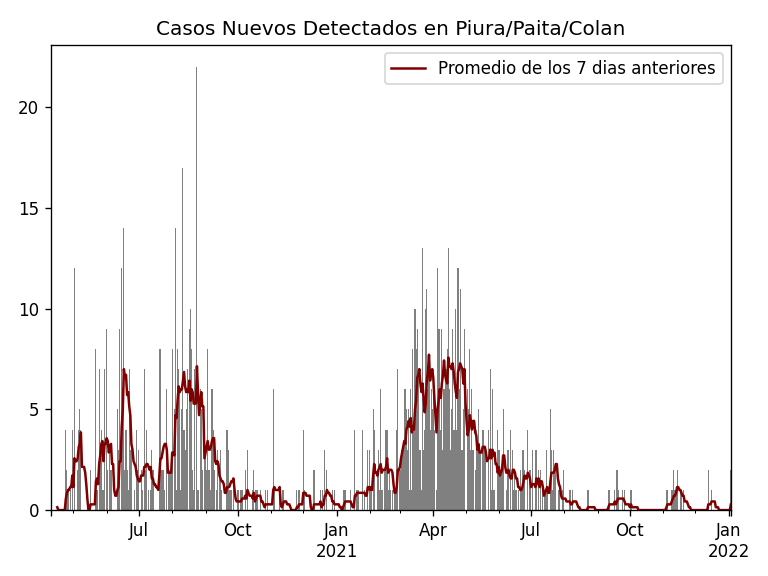 Casos Nuevos Detectados en Piura/Paita/Colan
Promedio de los 7 dias anteriores
20
15
10
5
0
Jul Oct Jan Apr Jul Oct Jan
2021 2022